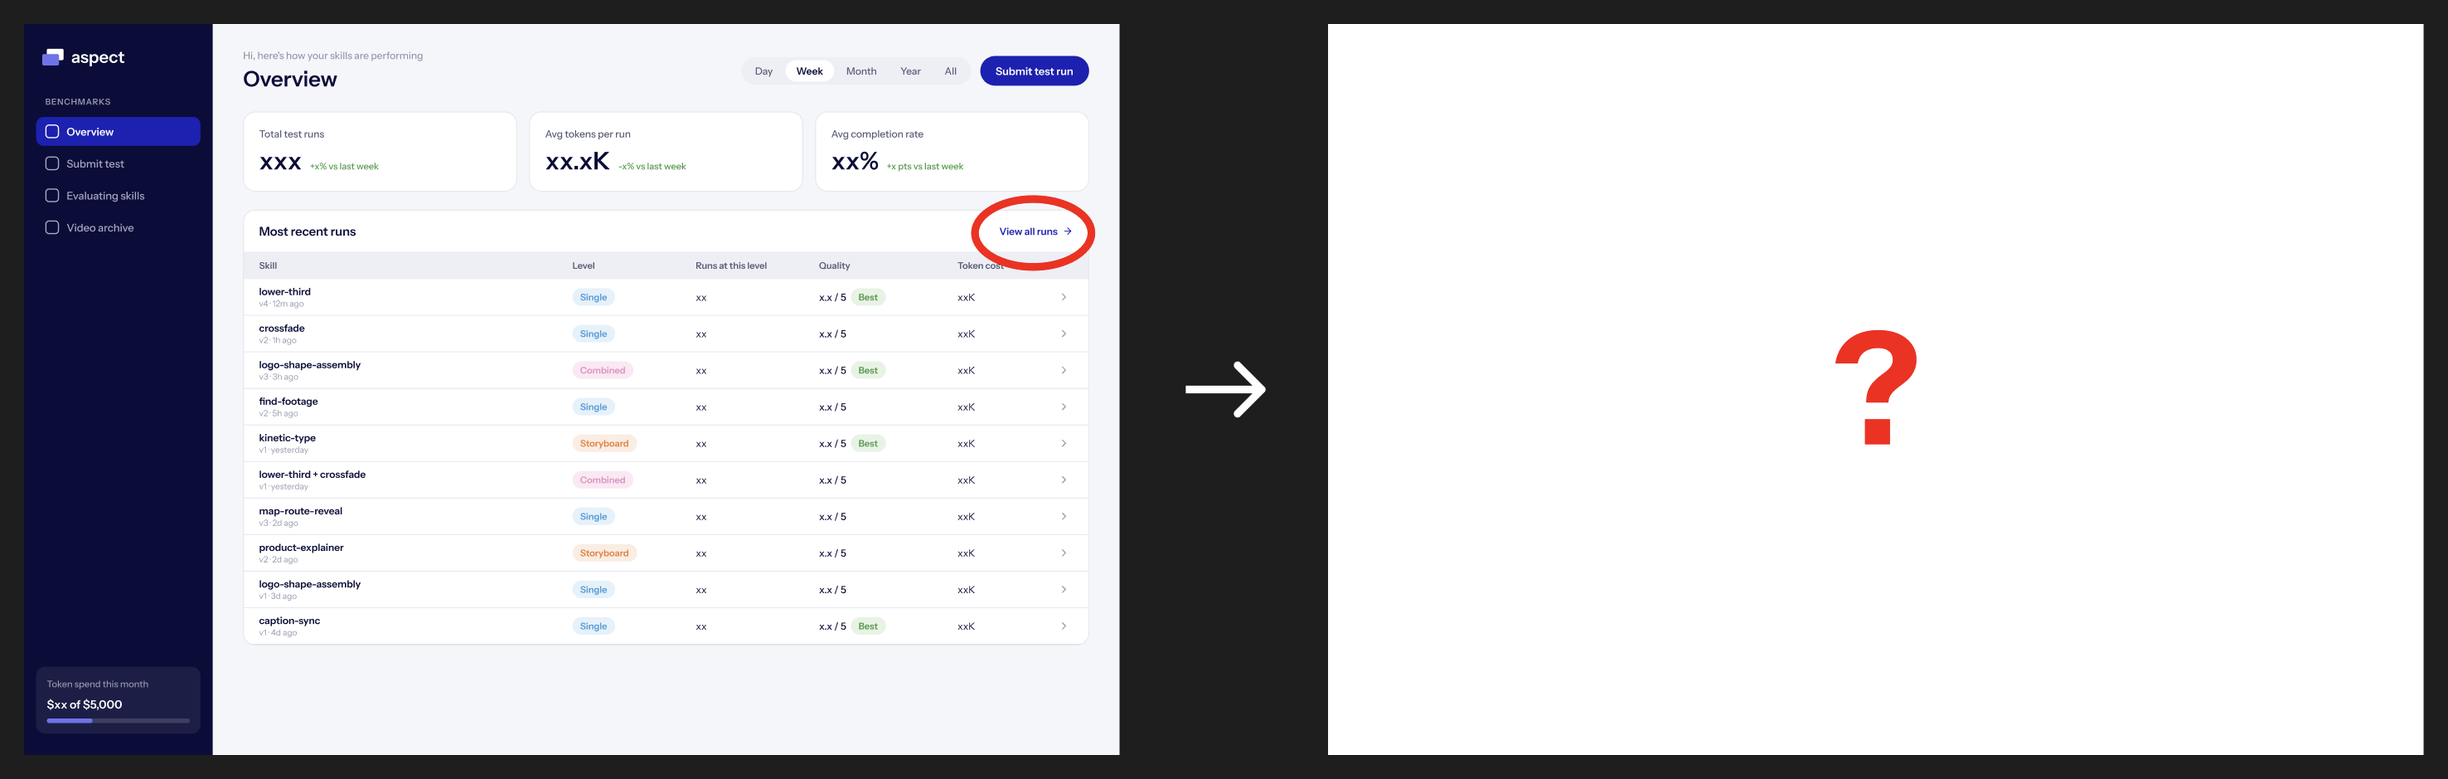 aspect
BENCHMARKS
Overview
Submit test
Evaluating skills
Video archive
Token spend this month
$xx of $5,000
Hi, here's how your skills are performing
Overview
Day Week Month Year All
Submit test run
Total test runs
xxx +x% vs last week
Avg tokens per run
xx.xK -x% vs last week
Avg completion rate
xx% +x pts vs last week
Most recent runs
View all runs →
Skill Level Runs at this level Quality Token cost
lower-third Single xx x.x / 5 Best xxK
v4 · 12m ago
crossfade Single xx x.x / 5 xxK
v2 · 1h ago
logo-shape-assembly Combined xx x.x / 5 Best xxK
v3 · 3h ago
find-footage Single xx x.x / 5 xxK
v2 · 5h ago
kinetic-type Storyboard xx x.x / 5 Best xxK
v1 · yesterday
lower-third + crossfade Combined xx x.x / 5 xxK
v1 · yesterday
map-route-reveal Single xx x.x / 5 xxK
v3 · 2d ago
product-explainer Storyboard xx x.x / 5 xxK
v2 · 2d ago
logo-shape-assembly Single xx x.x / 5 xxK
v1 · 3d ago
caption-sync Single xx x.x / 5 Best xxK
v1 · 4d ago
→
?